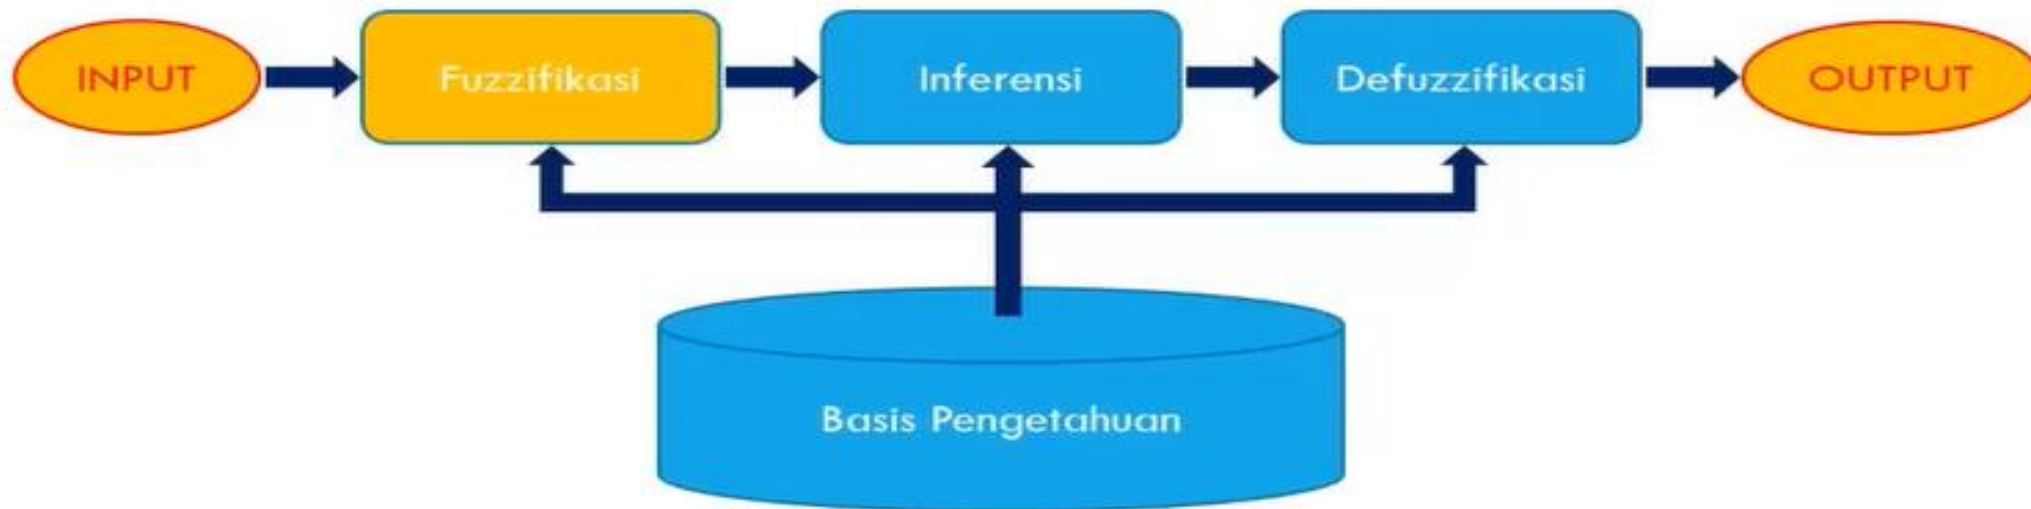 INPUT
Fuzzifikasi
Inferensi
Defuzzifikasi
OUTPUT
Basis Pengetahuan